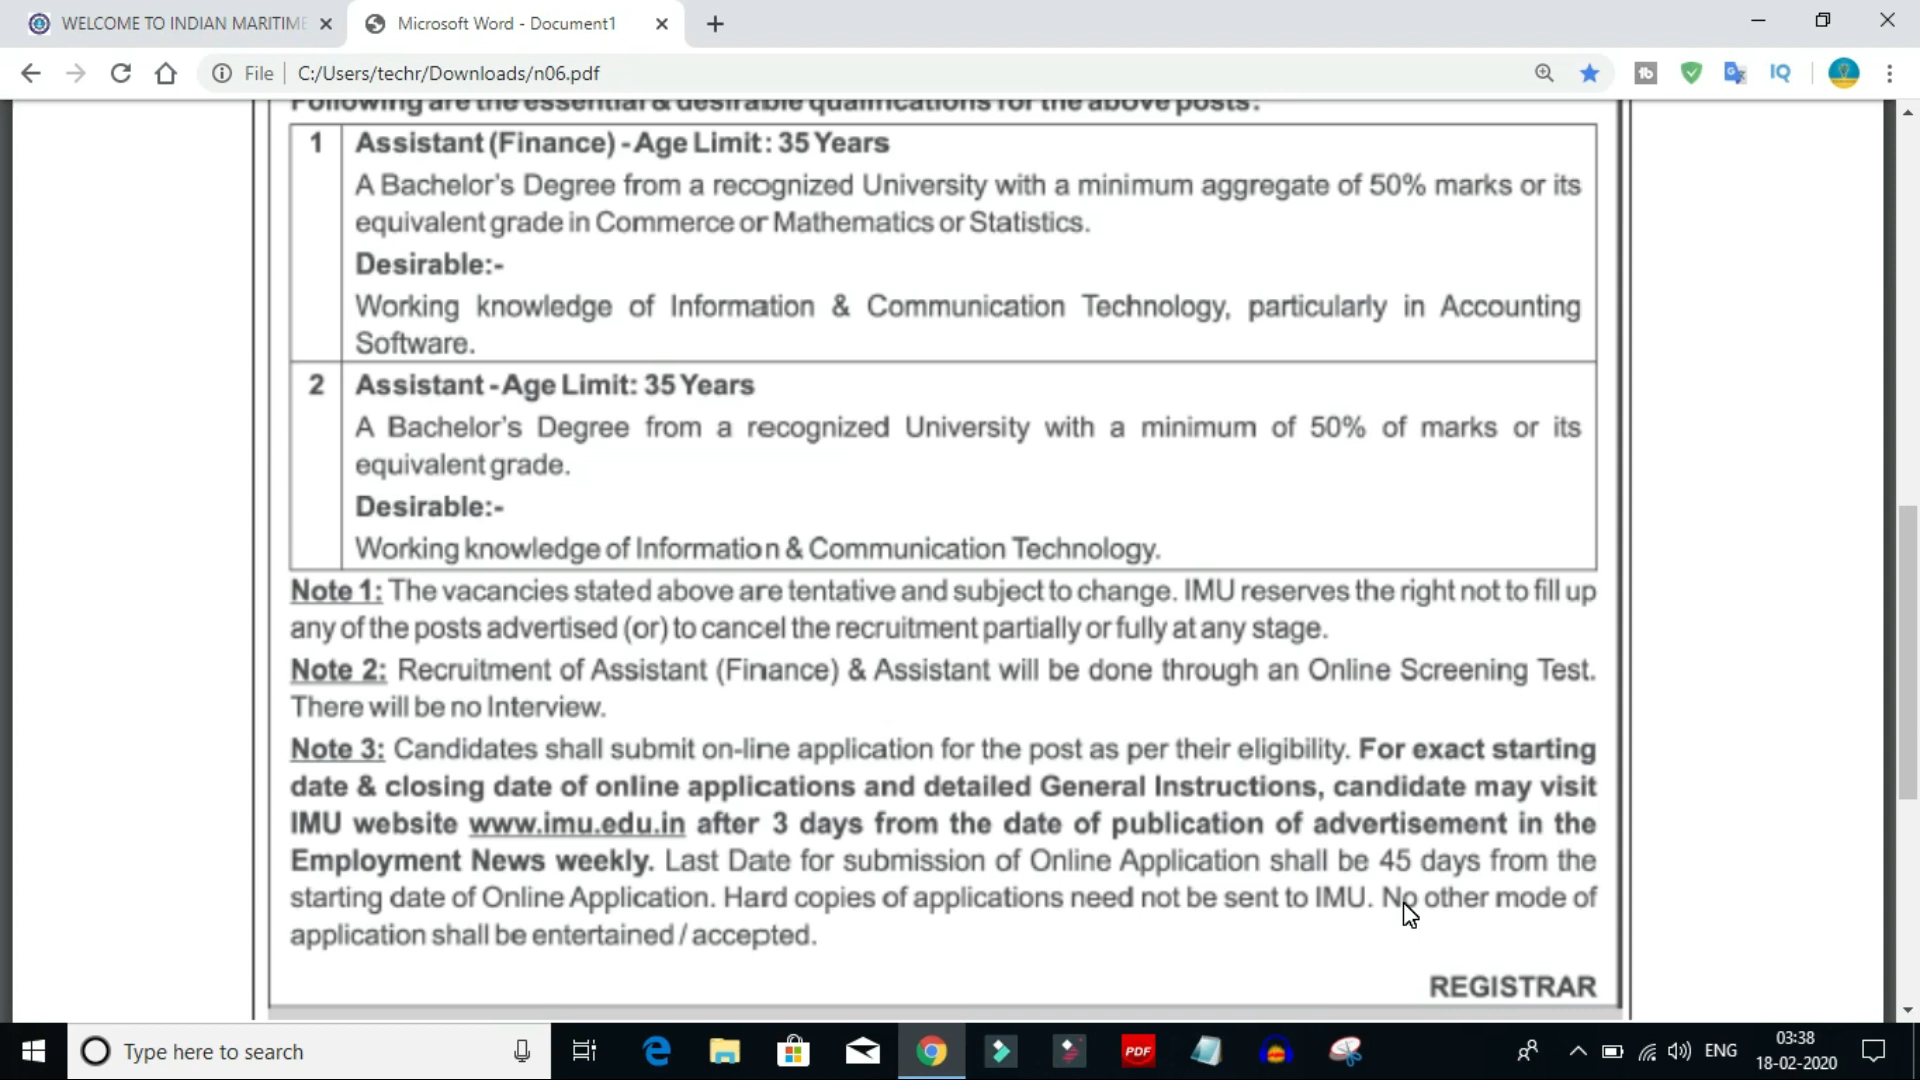 WELCOME TO INDIAN MARITIME
Microsoft Word - Document1
File
C:/Users/techr/Downloads/n06.pdf
IQ
Following are the essential & desirable qualifications for the above posts:
1 Assistant (Finance) - Age Limit: 35 Years
A Bachelor's Degree from a recognized University with a minimum aggregate of 50% marks or its
equivalent grade in Commerce or Mathematics or Statistics.
Desirable:-
Working knowledge of Information & Communication Technology, particularly in Accounting
Software.
2 Assistant - Age Limit: 35 Years
A Bachelor's Degree from a recognized University with a minimum of 50% of marks or its
equivalent grade.
Desirable:-
Working knowledge of Information & Communication Technology.
Note 1: The vacancies stated above are tentative and subject to change. IMU reserves the right not to fill up
any of the posts advertised (or) to cancel the recruitment partially or fully at any stage.
Note 2: Recruitment of Assistant (Finance) & Assistant will be done through an Online Screening Test.
There will be no Interview.
Note 3: Candidates shall submit on-line application for the post as per their eligibility. For exact starting
date & closing date of online applications and detailed General Instructions, candidate may visit
IMU website www.imu.edu.in after 3 days from the date of publication of advertisement in the
Employment News weekly. Last Date for submission of Online Application shall be 45 days from the
starting date of Online Application. Hard copies of applications need not be sent to IMU. No other mode of
application shall be entertained / accepted.
REGISTRAR
Type here to search
PDF
ENG
03:38
18-02-2020